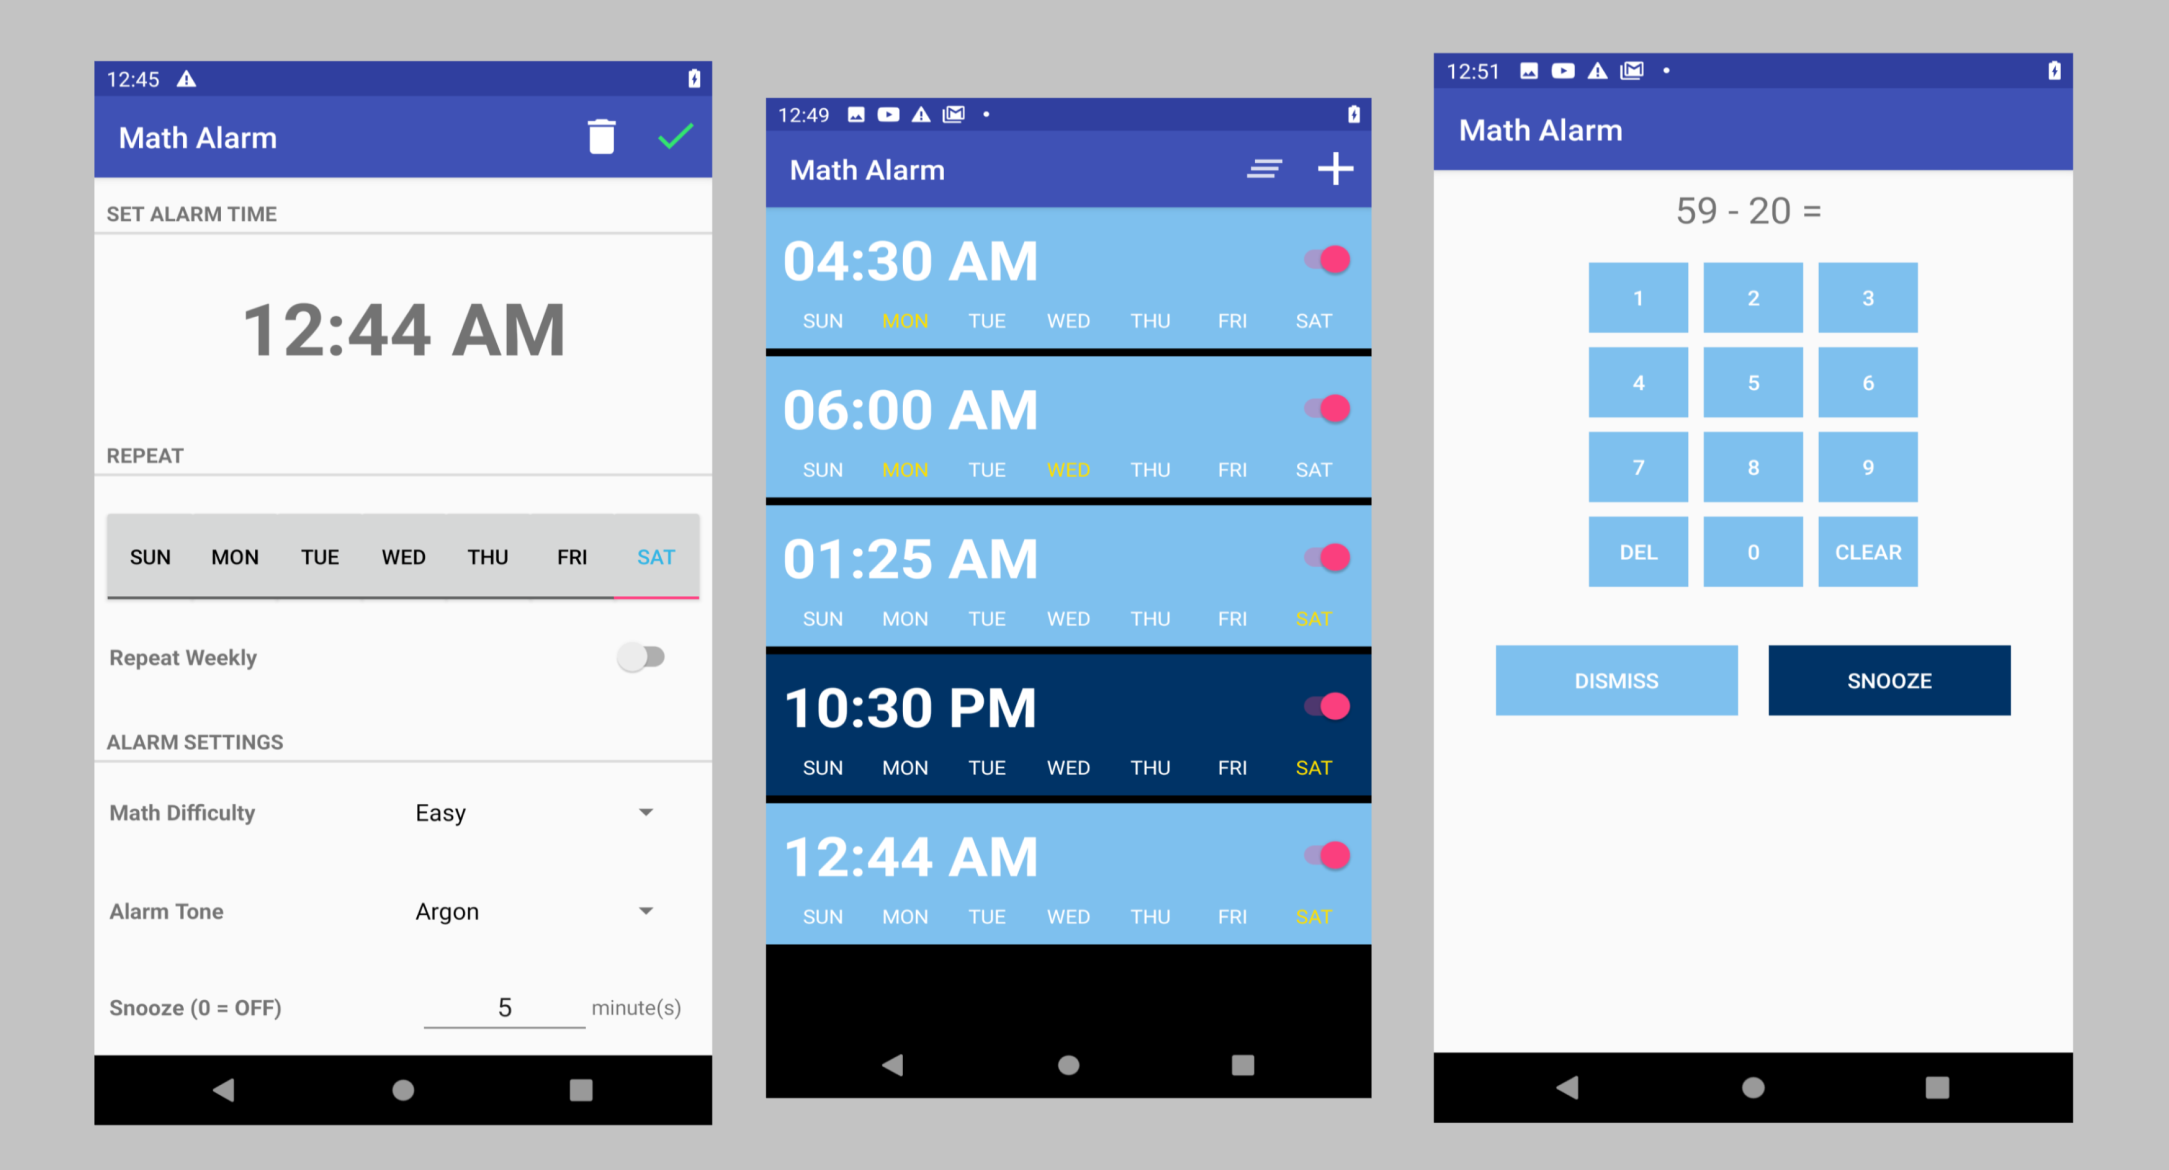 12:45
Math Alarm
SET ALARM TIME
12:44 AM
REPEAT
SUN MON TUE WED THU FRI SAT
Repeat Weekly
ALARM SETTINGS
Math Difficulty Easy
Alarm Tone Argon
Snooze (0 = OFF) 5 minute(s)
12:49
Math Alarm
04:30 AM
SUN MON TUE WED THU FRI SAT
06:00 AM
SUN MON TUE WED THU FRI SAT
01:25 AM
SUN MON TUE WED THU FRI SAT
10:30 PM
SUN MON TUE WED THU FRI SAT
12:44 AM
SUN MON TUE WED THU FRI SAT
12:51
Math Alarm
59 - 20 =
1 2 3
4 5 6
7 8 9
DEL 0 CLEAR
DISMISS SNOOZE